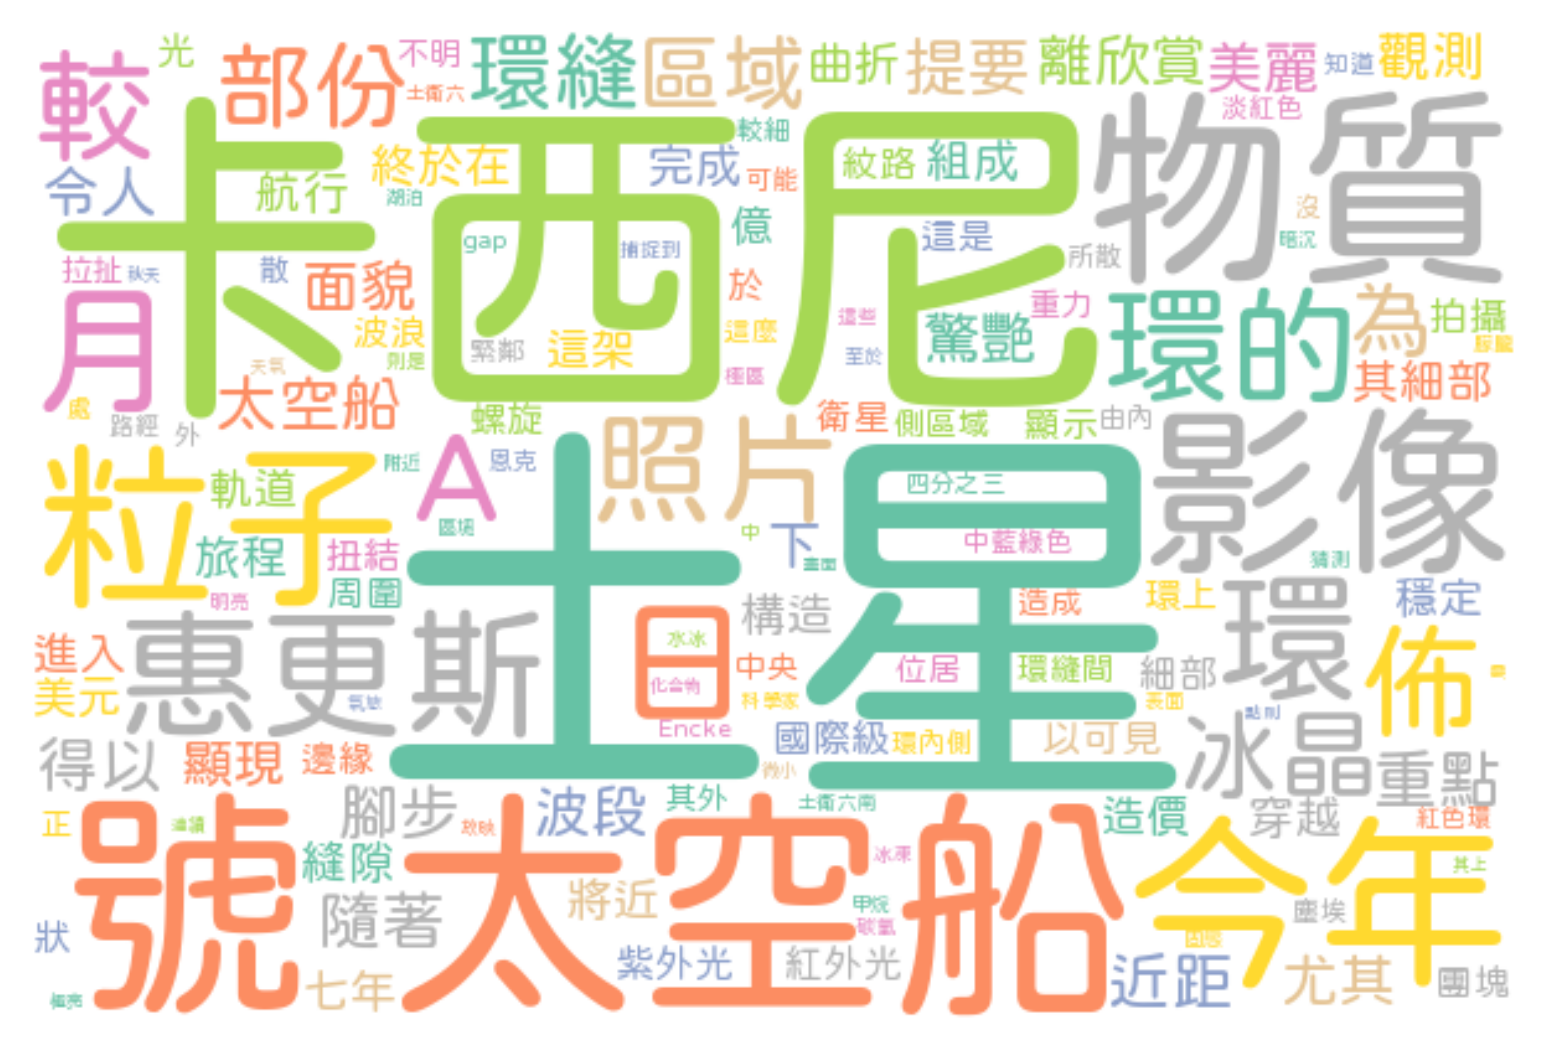 光
較
部份
不明
土衛六
環縫
區域
曲折
提要
離欣賞
美麗
知道
觀測
淡紅色
令人
航行
終於在
湖泊
卡西尼
較細
完成
可能
紋路
組成
物質
沒
暗沉
億
gap
捕捉到
這是
所散
拉扯
秋天
散
面貌
於
重力
月
波浪
則是
緊鄰
這架
這麼
這些
驚艷
至於
環的
為
拍攝
朦朧
天氣
太空船
極區
其細部
處
路經
外
螺旋
衛星
側區域
顯示
由內
照片
影像
粒子
軌道
附近
A
恩克
區塊
四分之三
中
下
畫面
中藍綠色
猜測
旅程
扭結
周圍
明亮
土星
造成
環上
環
穩定
構造
進入
美元
惠更斯
日
水冰
化合物
中央
科學家
位居
環縫間
細部
表面
佈
Encke
國際級
環內側
以可見
點則
冰晶
重點
得以
顯現
邊緣
微小
腳步
波段
其外
土衛六南
造價
穿越
紅色環
正
號
縫隙
太空船
冰凍
今年
其上
狀
隨著
將近
甲烷
碳氫
塵埃
七年
紫外光
紅外光
近距
尤其
團塊
極亮